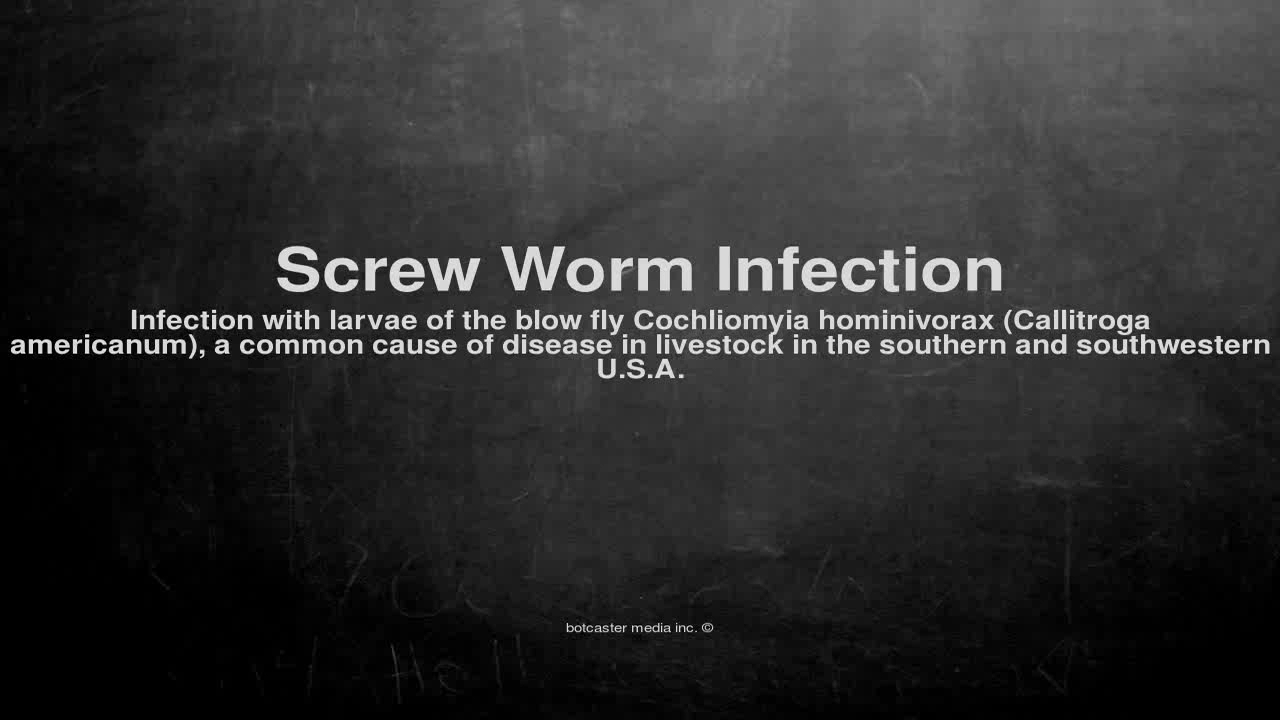 Screw Worm Infection
Infection with larvae of the blow fly Cochliomyia hominivorax (Callitroga
americanum), a common cause of disease in livestock in the southern and southwestern
U.S.A.
botcaster media inc. ©